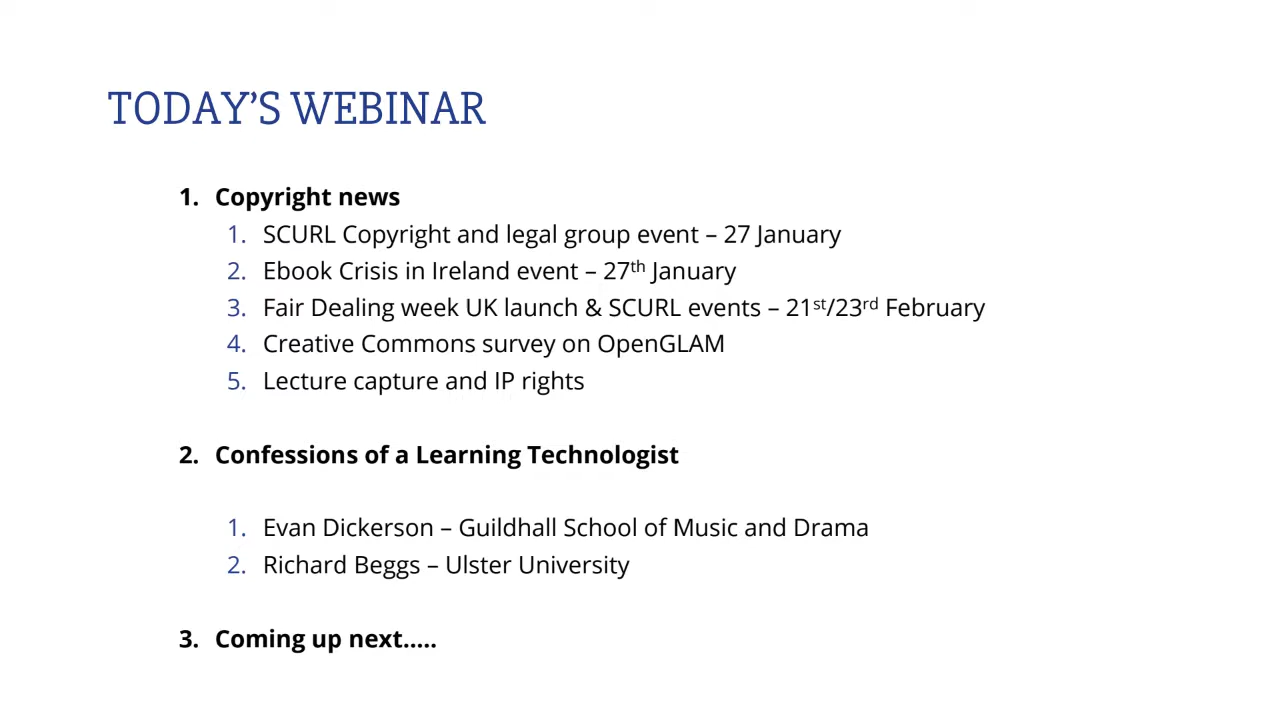 TODAY’S WEBINAR
1. Copyright news
1. SCURL Copyright and legal group event – 27 January
2. Ebook Crisis in Ireland event – 27th January
3. Fair Dealing week UK launch & SCURL events – 21st/23rd February
4. Creative Commons survey on OpenGLAM
5. Lecture capture and IP rights
2. Confessions of a Learning Technologist
1. Evan Dickerson – Guildhall School of Music and Drama
2. Richard Beggs – Ulster University
3. Coming up next.....